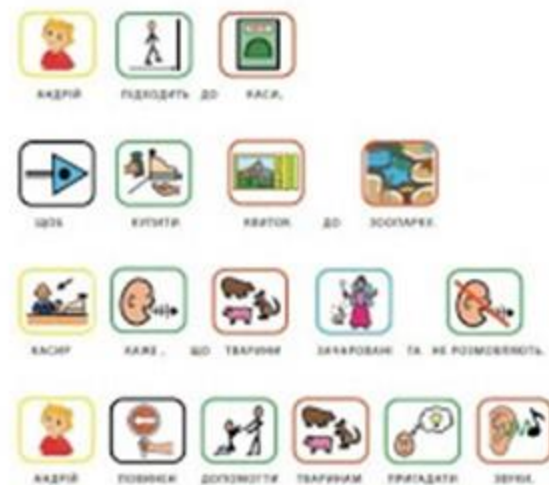 АНДРІЙ ПІДХОДИТЬ ДО КАСИ,
ЩОБ КУПИТИ КВИТОК ДО ЗООПАРКУ.
КАСИР КАЖЕ, ЩО ТВАРИНИ ЗАЧАРОВАНІ ТА НЕ РОЗМОВЛЯЮТЬ.
АНДРІЙ ПОВИНЕН ДОПОМОГТИ ТВАРИНАМ ПРИГАДАТИ ЗВУКИ.